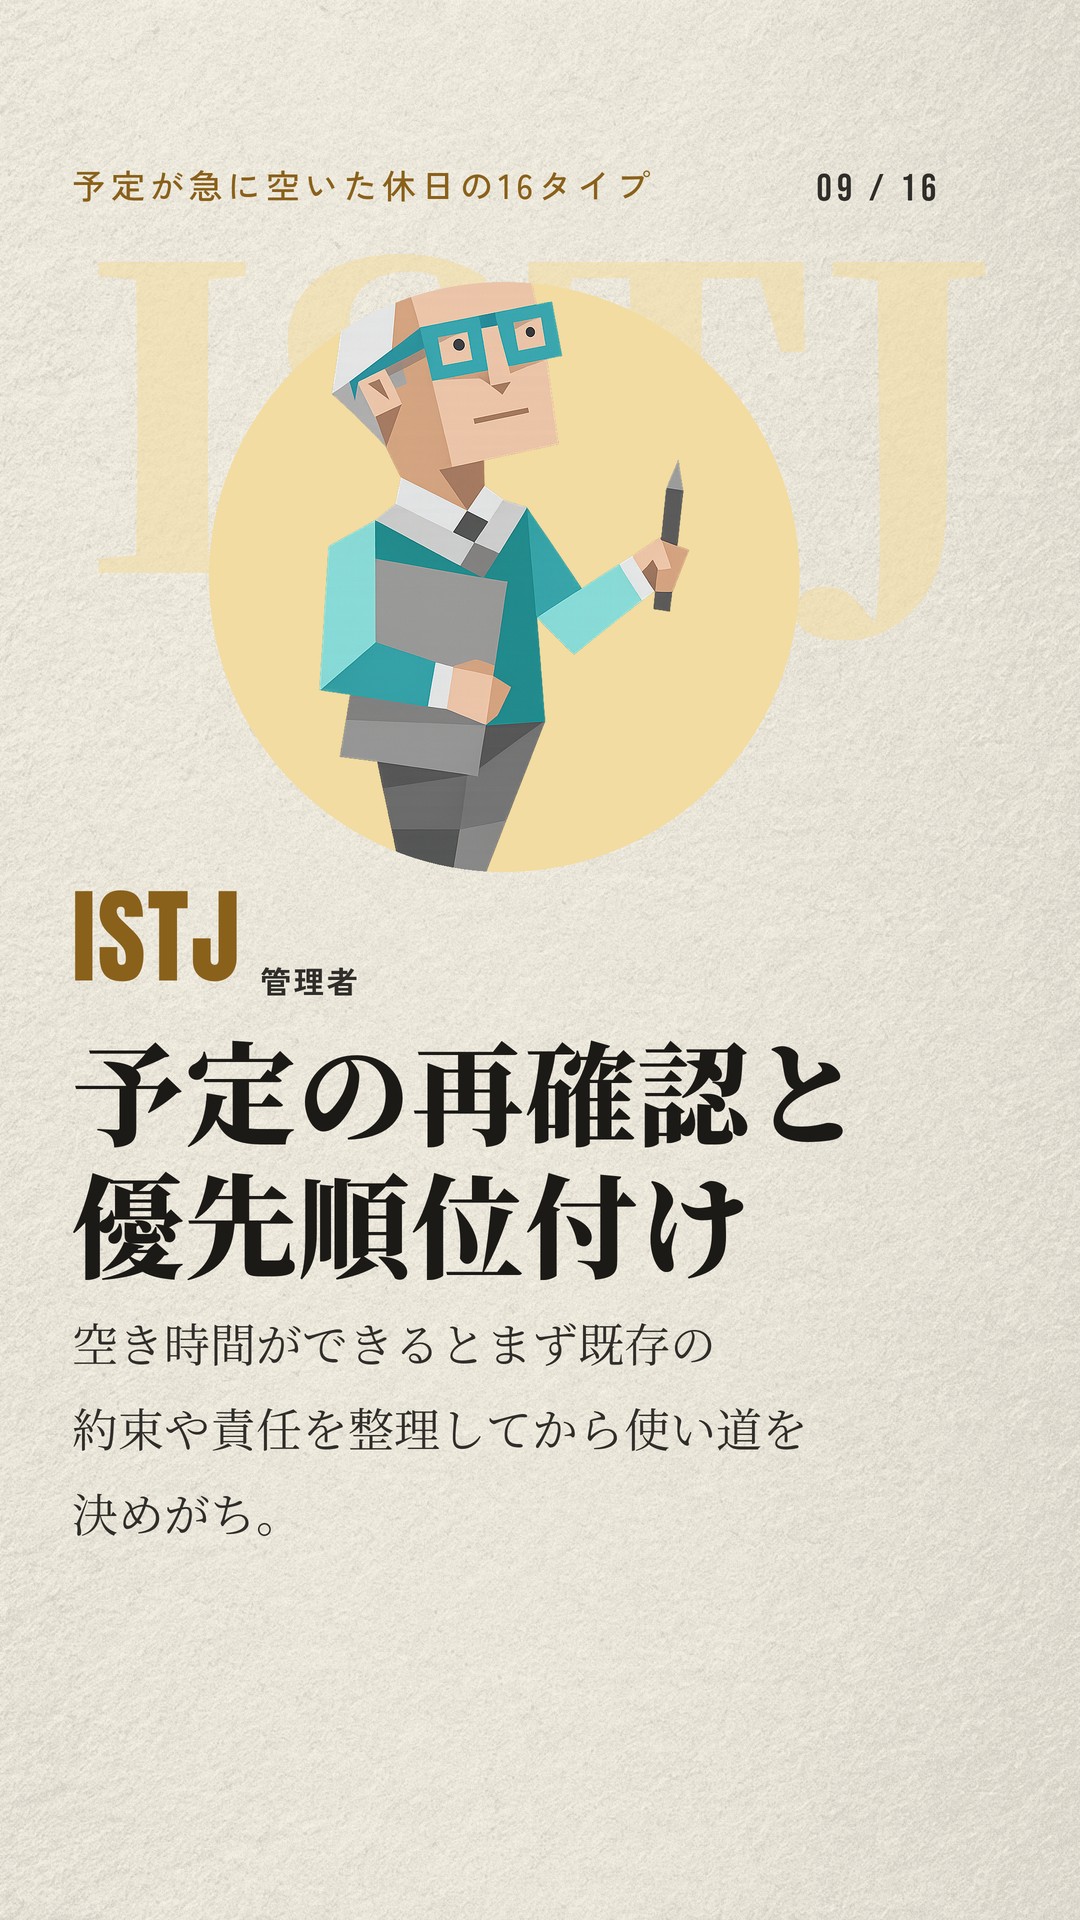 予定が急に空いた休日の16タイプ
09 / 16
ISTJ
ISTJ
管理者
予定の再確認と
優先順位付け
空き時間ができるとまず既存の
約束や責任を整理してから使い道を
決めがち。